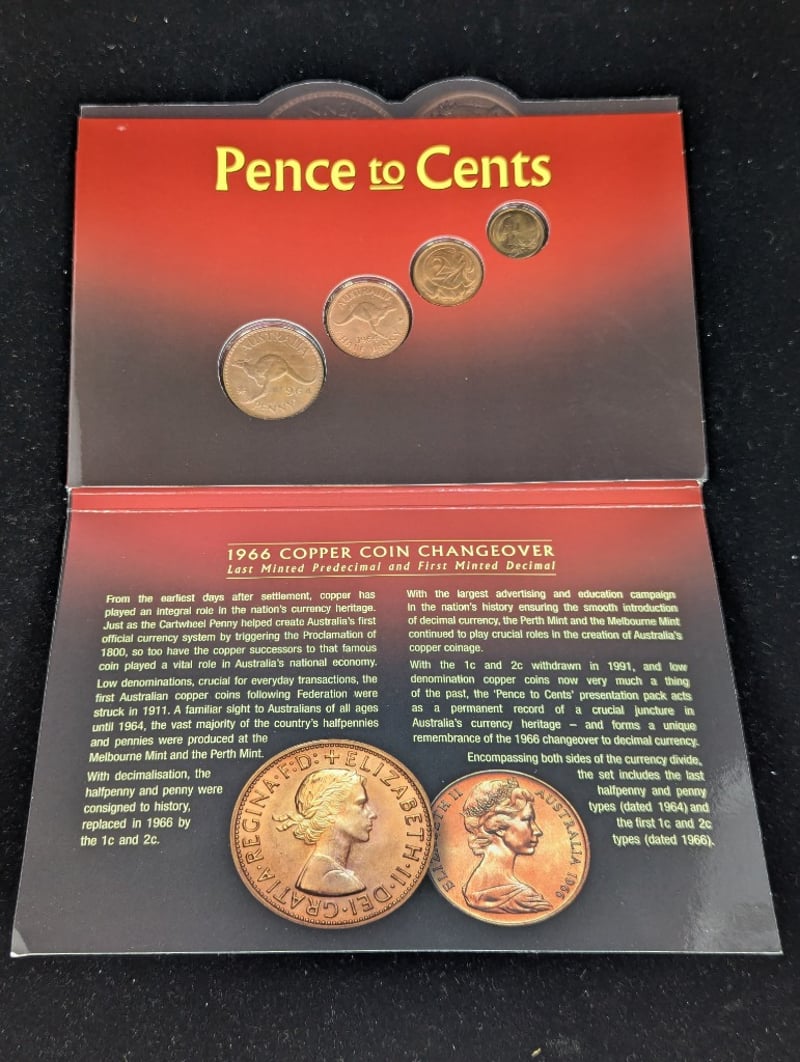 Pence to Cents
1
2
AUSTRALIA
HALF PENNY
AUSTRALIA
196
PENNY
1966 COPPER COIN CHANGEOVER
Last Minted Predecimal and First Minted Decimal
From the earliest days after settlement, copper has
played an integral role in the nation's currency heritage.
Just as the Cartwheel Penny helped create Australia's first
official currency system by triggering the Proclamation of
1800, so too have the copper successors to that famous
coin played a vital role in Australia's national economy.
Low denominations, crucial for everyday transactions, the
first Australian copper coins following Federation were
struck in 1911. A familiar sight to Australians of all ages
until 1964, the vast majority of the country's halfpennies
and pennies were produced at the
Melbourne Mint and the Perth Mint.
With decimalisation, the
halfpenny and penny were
consigned to history,
replaced in 1966 by
the 1c and 2c.
With the largest advertising and education campaign
in the nation's history ensuring the smooth introduction
of decimal currency, the Perth Mint and the Melbourne Mint
continued to play crucial roles in the creation of Australia's
copper coinage.
With the 1c and 2c withdrawn in 1991, and low
denomination copper coins now very much a thing
of the past, the 'Pence to Cents' presentation pack acts
as a permanent record of a crucial juncture in
Australia's currency heritage – and forms a unique
remembrance of the 1966 changeover to decimal currency.
Encompassing both sides of the currency divide,
the set includes the last
halfpenny and penny
types (dated 1964) and
the first 1c and 2c
types (dated 1966).
+ELIZABETH·II·DEI·GRATIA·REGINA·F:D:
ELIZABETH II AUSTRALIA 1966